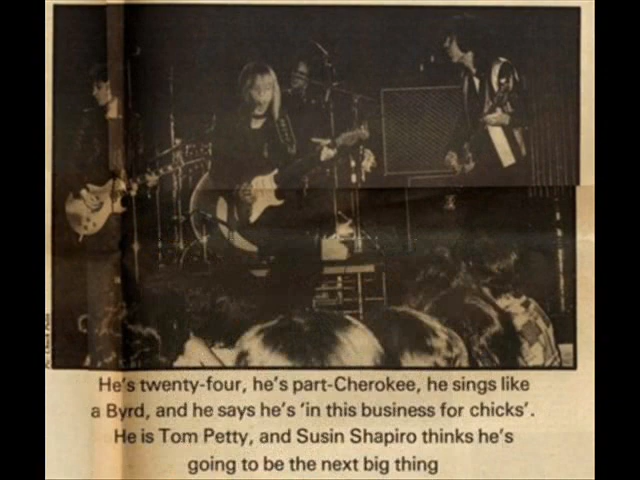 He's twenty-four, he's part-Cherokee, he sings like
a Byrd, and he says he's 'in this business for chicks'.
He is Tom Petty, and Susin Shapiro thinks he's
going to be the next big thing